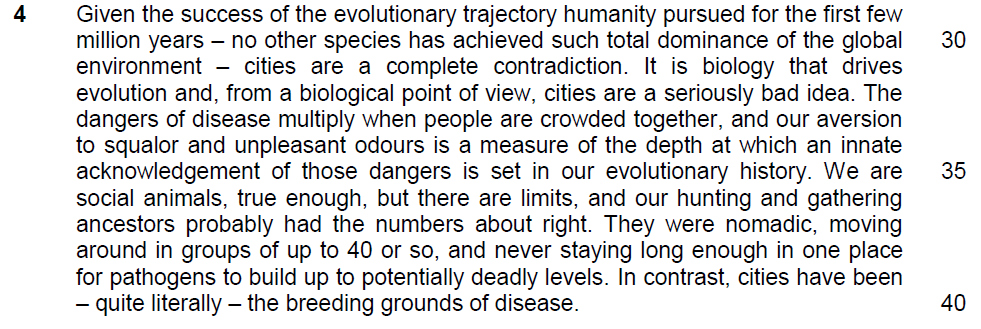 4 Given the success of the evolutionary trajectory humanity pursued for the first few
million years – no other species has achieved such total dominance of the global 30
environment – cities are a complete contradiction. It is biology that drives
evolution and, from a biological point of view, cities are a seriously bad idea. The
dangers of disease multiply when people are crowded together, and our aversion
to squalor and unpleasant odours is a measure of the depth at which an innate
acknowledgement of those dangers is set in our evolutionary history. We are 35
social animals, true enough, but there are limits, and our hunting and gathering
ancestors probably had the numbers about right. They were nomadic, moving
around in groups of up to 40 or so, and never staying long enough in one place
for pathogens to build up to potentially deadly levels. In contrast, cities have been
– quite literally – the breeding grounds of disease. 40